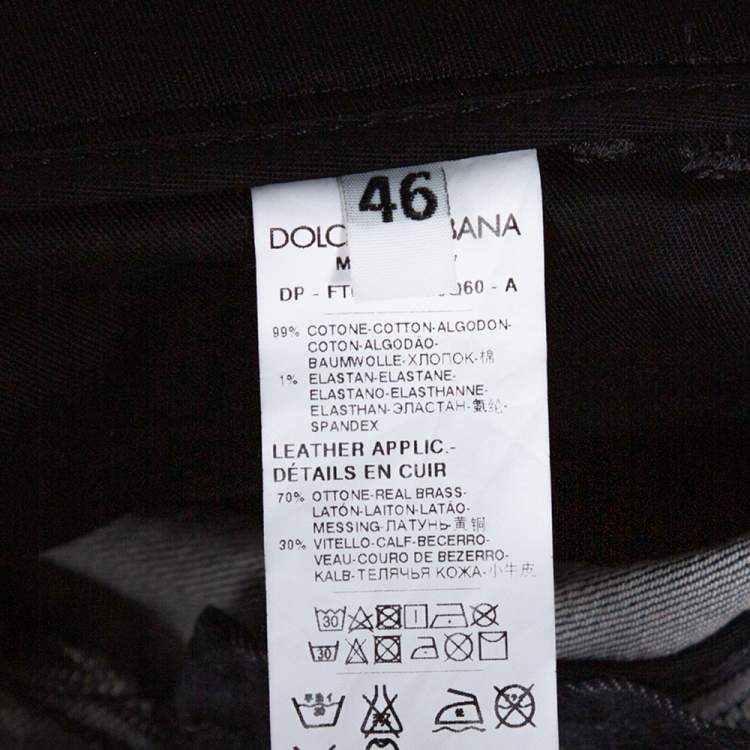 46
DOLC BANA
M
DP - FT 60 - A
99% COTONE-COTTON-ALGODON-
COTON-ALGODÃO-
BAUMWOLLE-ХЛОПОК-棉
1% ELASTAN-ELASTANE-
ELASTANO-ELASTHANNE-
ELASTHAN-ЭЛАСТАН-氨纶-
SPANDEX
LEATHER APPLIC.-
DÉTAILS EN CUIR
70% OTTONE-REAL BRASS-
LATÓN-LAITON-LATÃO-
MESSING-ЛАТУНЬ-黄铜
30% VITELLO-CALF-BECERRO-
VEAU-COURO DE BEZERRO-
KALB-ТЕЛЯЧЬЯ КОЖА-小牛皮
30
30
30